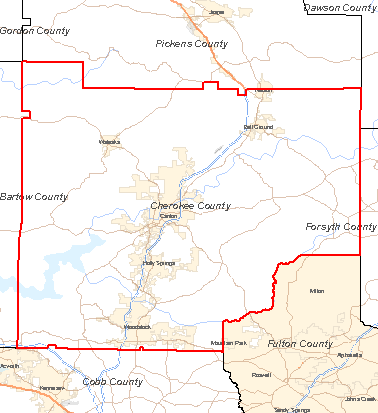 Dawson County
Jasper
Gordon County
Pickens County
Nelson
Ball Ground
Waleska
Bartow County
Cherokee County
Canton
Forsyth County
Holly Springs
Milton
Woodstock
Mountain Park
Fulton County
Alpharetta
Acworth
Roswell
Cobb County
Kennesaw
Johns Creek
Sandy Springs